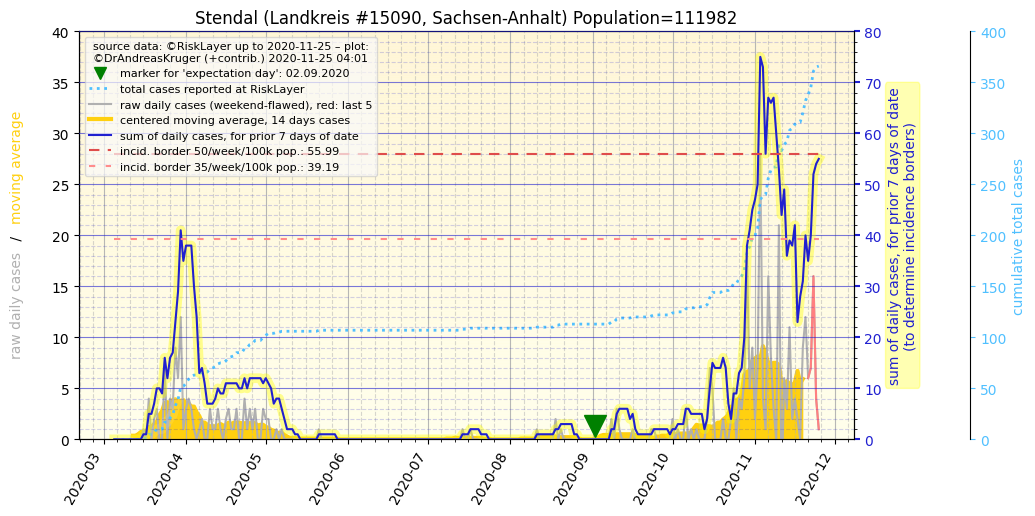 Stendal (Landkreis #15090, Sachsen-Anhalt) Population=111982
source data: ©RiskLayer up to 2020-11-25 – plot:
©DrAndreasKruger (+contrib.) 2020-11-25 04:01
marker for 'expectation day': 02.09.2020
total cases reported at RiskLayer
raw daily cases (weekend-flawed), red: last 5
centered moving average, 14 days cases
sum of daily cases, for prior 7 days of date
incid. border 50/week/100k pop.: 55.99
incid. border 35/week/100k pop.: 39.19
raw daily cases / moving average
40
35
30
25
20
15
10
5
0
2020-03
2020-04
2020-05
2020-06
2020-07
2020-08
2020-09
2020-10
2020-11
2020-12
80
70
60
50
40
30
20
10
0
sum of daily cases, for prior 7 days of date
(to determine incidence borders)
400
350
300
250
200
150
100
50
0
cumulative total cases